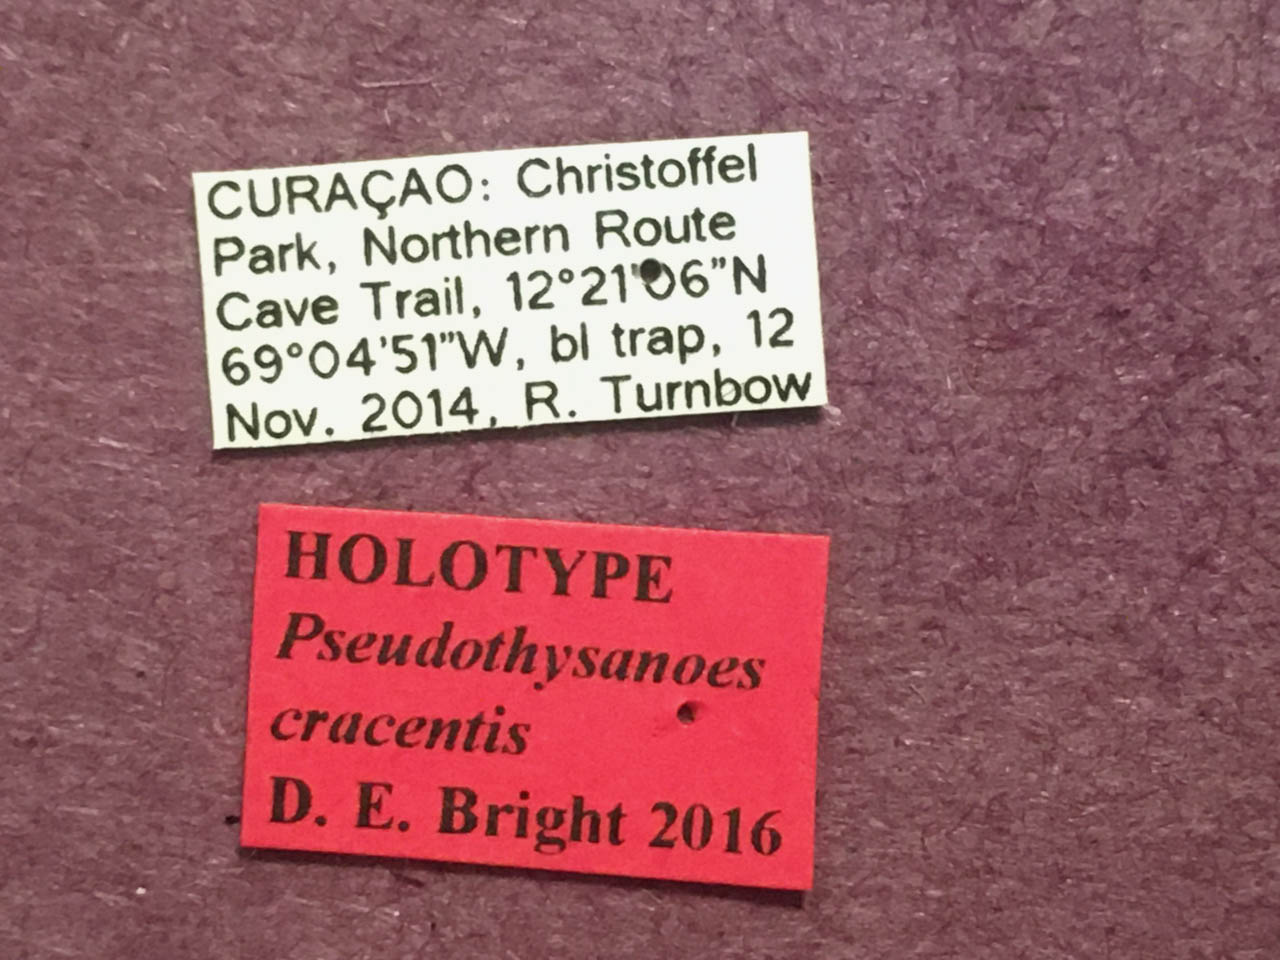 CURAÇAO: Christoffel
Park, Northern Route
Cave Trail, 12°21'06"N
69°04'51"W, bl trap, 12
Nov. 2014, R. Turnbow
HOLOTYPE
Pseudothysanoes
cracentis
D. E. Bright 2016